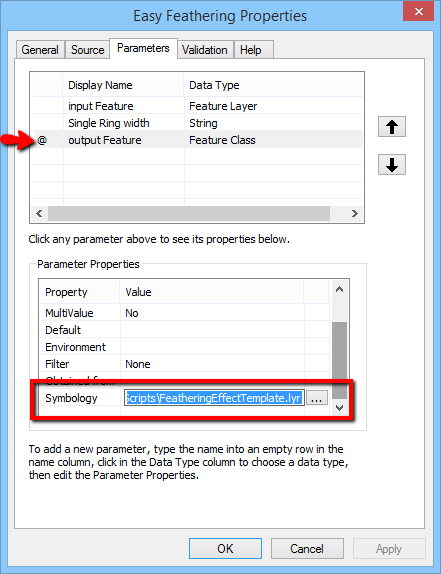 Easy Feathering Properties
General Source Parameters Validation Help
Display Name Data Type
input Feature Feature Layer
Single Ring width String
@ output Feature Feature Class
Click any parameter above to see its properties below.
Parameter Properties
Property Value
MultiValue No
Default
Environment
Filter None
Obtained from
Symbology Scripts\FeatheringEffectTemplate.lyr ...
To add a new parameter, type the name into an empty row in the
name column, click in the Data Type column to choose a data type,
then edit the Parameter Properties.
OK Cancel Apply